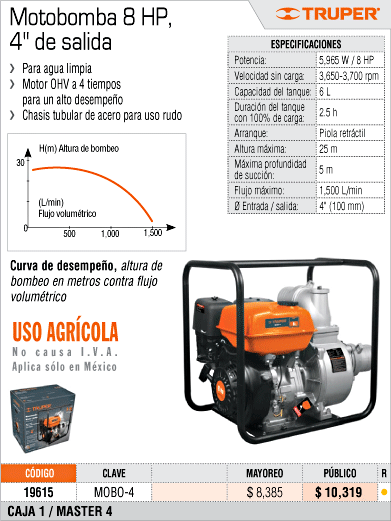 Motobomba 8 HP,
4" de salida
TRUPER
Para agua limpia
Motor OHV a 4 tiempos
para un alto desempeño
Chasis tubular de acero para uso rudo
ESPECIFICACIONES
Potencia: 5,965 W / 8 HP
Velocidad sin carga: 3,650-3,700 rpm
Capacidad del tanque: 6 L
Duración del tanque
con 100% de carga: 2.5 h
Arranque: Piola retráctil
Altura máxima: 25 m
Máxima profundidad
de succión: 5 m
Flujo máximo: 1,500 L/min
Ø Entrada / salida: 4" (100 mm)
H(m) Altura de bombeo
30
(L/min)
Flujo volumétrico
0
500 1,000 1,500
Curva de desempeño, altura de
bombeo en metros contra flujo
volumétrico
USO AGRÍCOLA
No causa I.V.A.
Aplica sólo en México
TRUPER
CÓDIGO CLAVE MAYOREO PÚBLICO R
19615 MOBO-4 $ 8,385 $ 10,319
CAJA 1 / MASTER 4